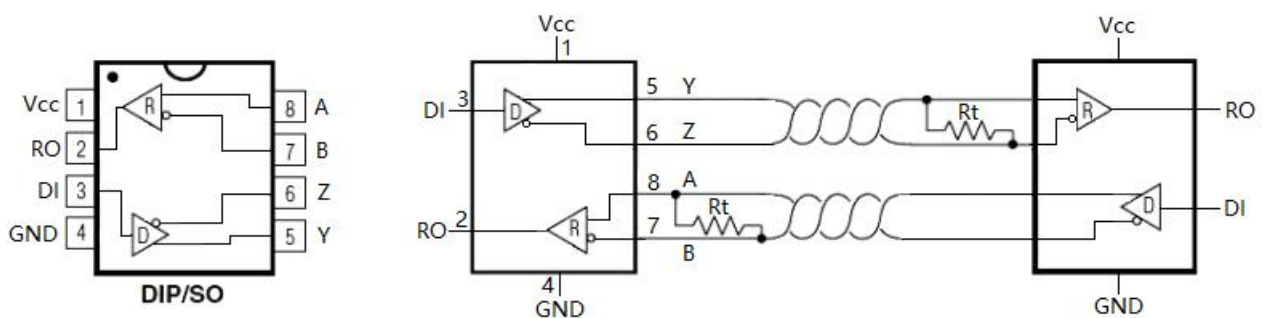 Vcc 1
R
8 A
RO 2
7 B
DI 3
6 Z
GND 4
D
5 Y
DIP/SO
Vcc
1
DI 3
D
5 Y
6 Z
8 A
Rt
RO 2
R
7
B
4
GND
Vcc
Rt
R
RO
D
DI
GND